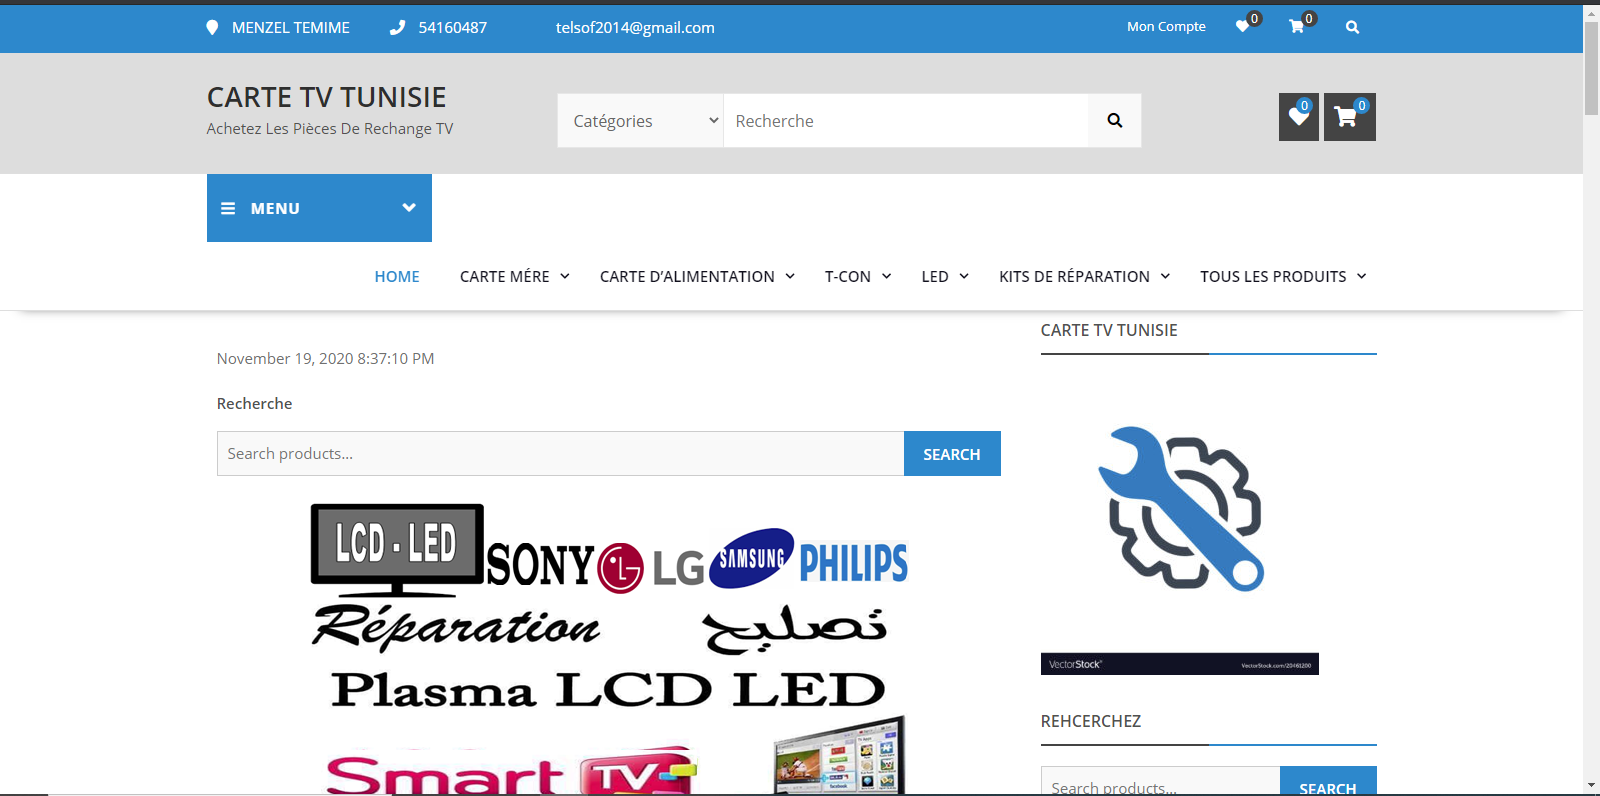 MENZEL TEMIME 54160487 telsof2014@gmail.com Mon Compte 0 0
CARTE TV TUNISIE
Achetez Les Pièces De Rechange TV
Catégories Recherche 0 0
MENU
HOME CARTE MÉRE CARTE D'ALIMENTATION T-CON LED KITS DE RÉPARATION TOUS LES PRODUITS
CARTE TV TUNISIE
November 19, 2020 8:37:10 PM
Recherche
Search products... SEARCH
LCD - LED SONY LG SAMSUNG PHILIPS
Réparation تصليح
Plasma LCD LED
Smart TV
VectorStock® VectorStock.com/20461200
REHCERCHEZ
Search products... SEARCH